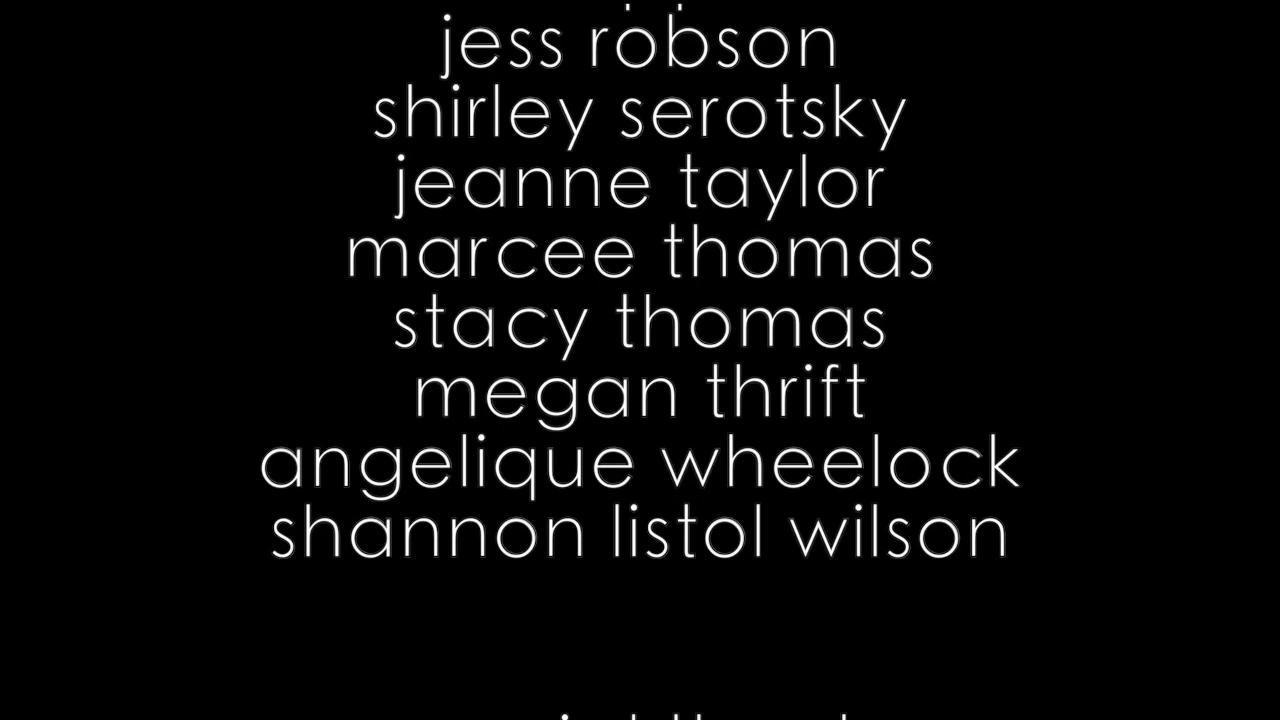 jess robson
shirley serotsky
jeanne taylor
marcee thomas
stacy thomas
megan thrift
angelique wheelock
shannon listol wilson